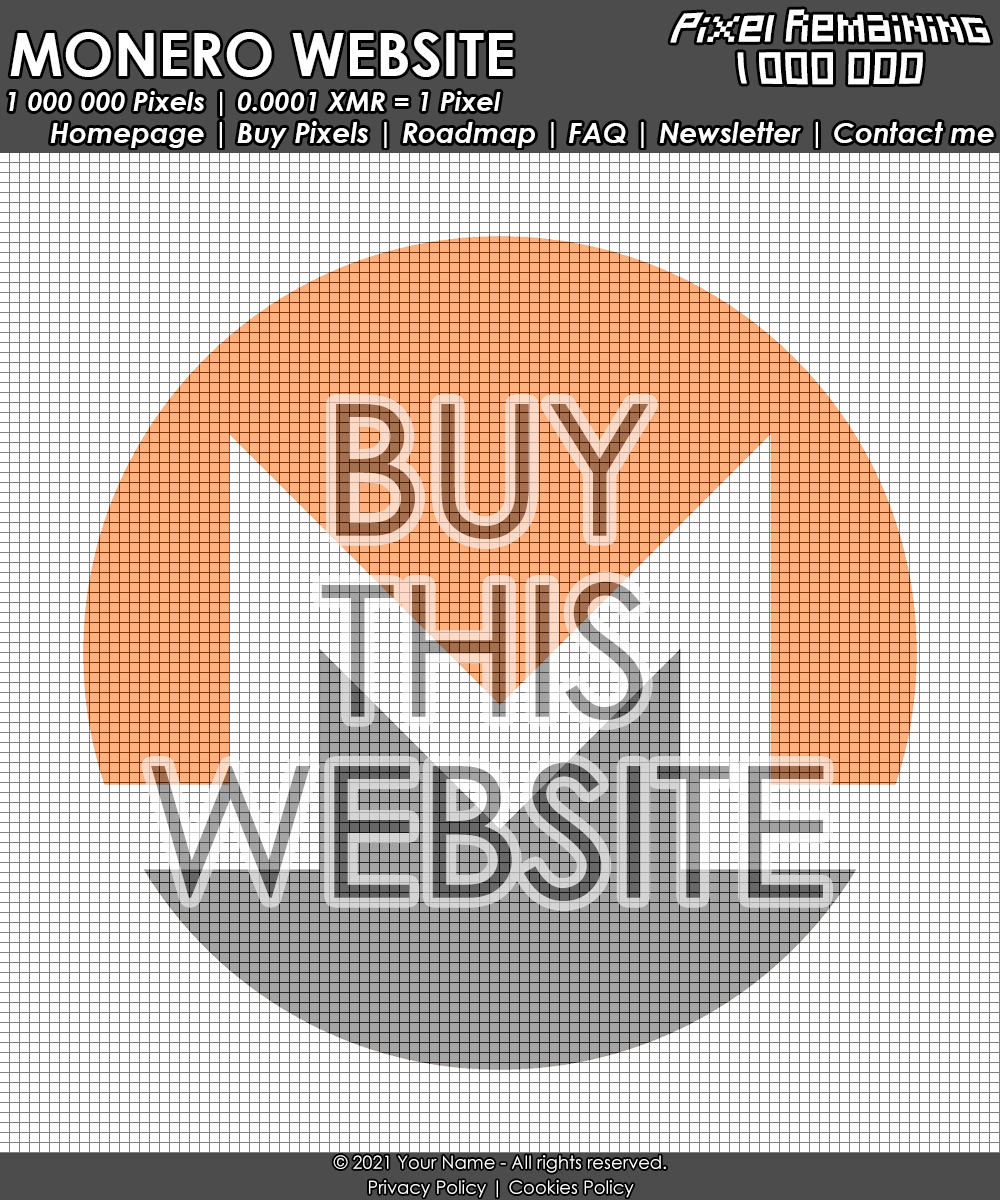 MONERO WEBSITE
Pixel Remaining
1 000 000
1 000 000 Pixels | 0.0001 XMR = 1 Pixel
Homepage | Buy Pixels | Roadmap | FAQ | Newsletter | Contact me
BUY
THIS
WEBSITE
© 2021 Your Name - All rights reserved.
Privacy Policy | Cookies Policy